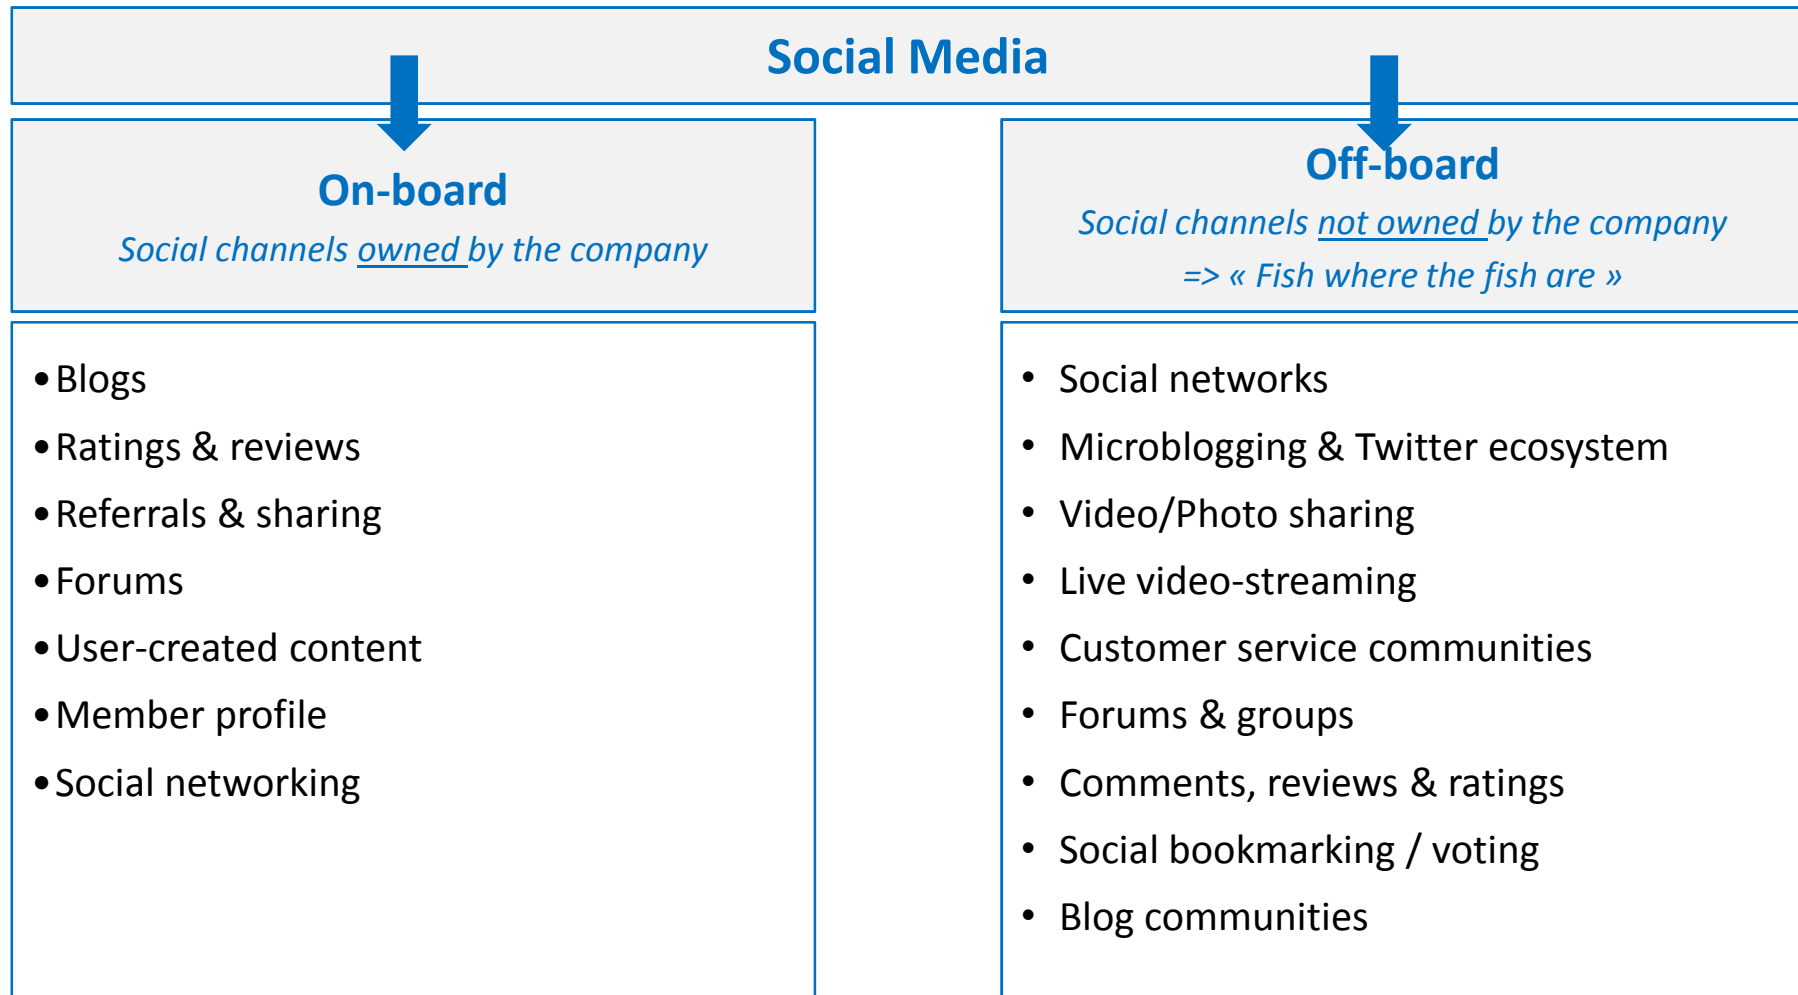 Social Media
On-board
Social channels owned by the company
• Blogs
• Ratings & reviews
• Referrals & sharing
• Forums
• User-created content
• Member profile
• Social networking
Off-board
Social channels not owned by the company
=> « Fish where the fish are »
• Social networks
• Microblogging & Twitter ecosystem
• Video/Photo sharing
• Live video-streaming
• Customer service communities
• Forums & groups
• Comments, reviews & ratings
• Social bookmarking / voting
• Blog communities